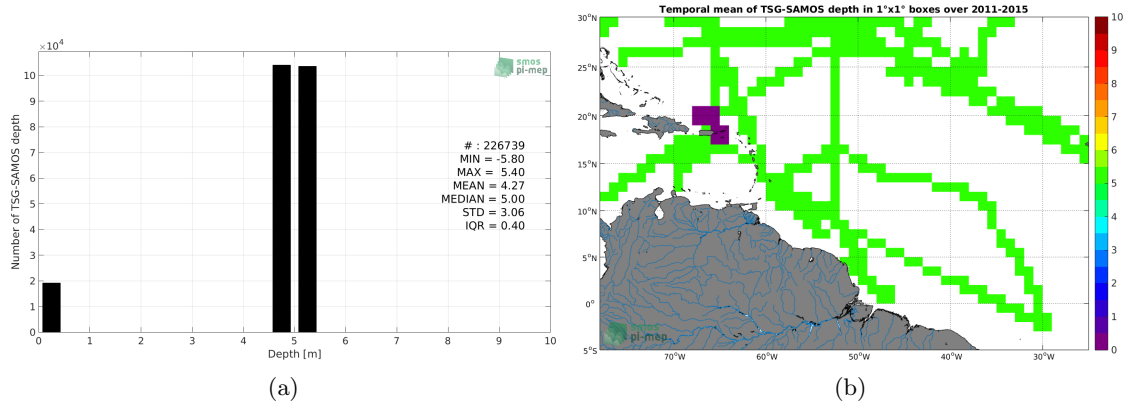 ×10⁴
10
9
8
7
6
5
4
3
2
1
0
Number of TSG-SAMOS depth
0 1 2 3 4 5 6 7 8 9 10
Depth [m]
smos
pi-mep
# : 226739
MIN = -5.80
MAX = 5.40
MEAN = 4.27
MEDIAN = 5.00
STD = 3.06
IQR = 0.40
(a)
Temporal mean of TSG-SAMOS depth in 1°x1° boxes over 2011-2015
30°N
25°N
20°N
15°N
10°N
5°N
0°
5°S
70°W 60°W 50°W 40°W 30°W
smos
pi-mep
10
9
8
7
6
5
4
3
2
1
0
(b)